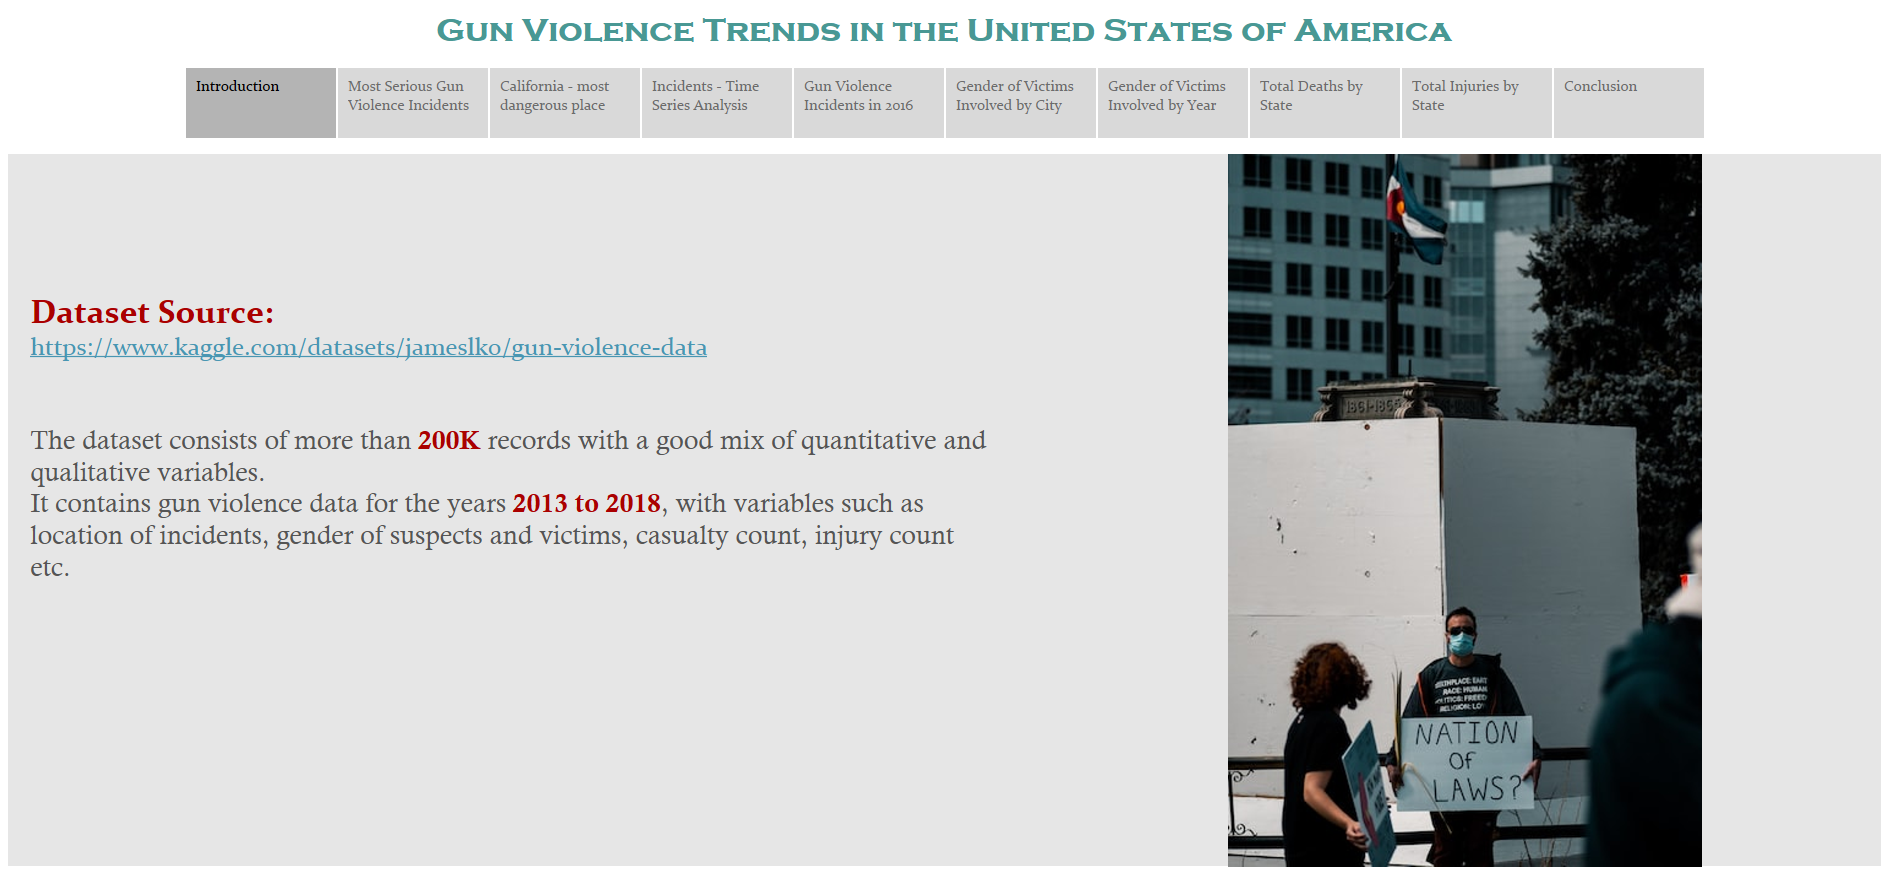 Gun Violence Trends in the United States of America
Introduction
Most Serious Gun
Violence Incidents
California - most
dangerous place
Incidents - Time
Series Analysis
Gun Violence
Incidents in 2016
Gender of Victims
Involved by City
Gender of Victims
Involved by Year
Total Deaths by
State
Total Injuries by
State
Conclusion
Dataset Source:
https://www.kaggle.com/datasets/jameslko/gun-violence-data
The dataset consists of more than 200K records with a good mix of quantitative and
qualitative variables.
It contains gun violence data for the years 2013 to 2018, with variables such as
location of incidents, gender of suspects and victims, casualty count, injury count
etc.
1861-1865
RACE: HUMAN
NATION
OF
LAWS?